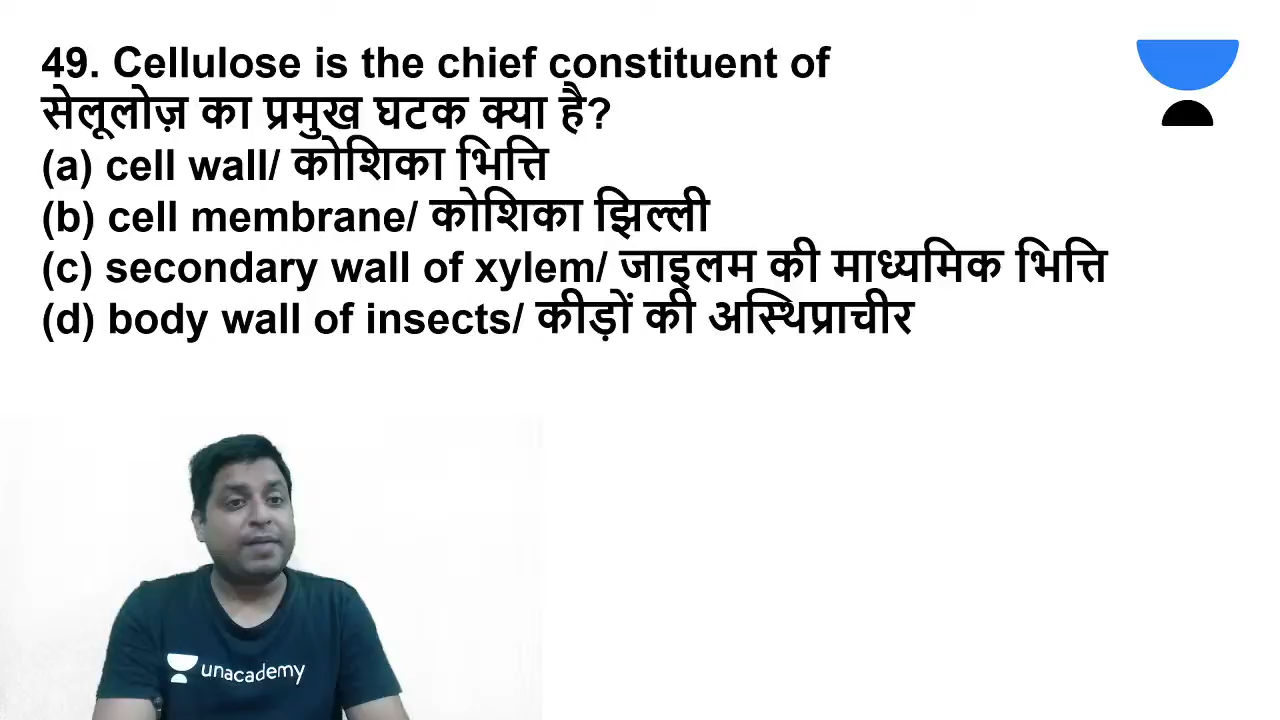 49. Cellulose is the chief constituent of
सेलूलोज़ का प्रमुख घटक क्या है?
(a) cell wall/ कोशिका भित्ति
(b) cell membrane/ कोशिका झिल्ली
(c) secondary wall of xylem/ जाइलम की माध्यमिक भित्ति
(d) body wall of insects/ कीड़ों की अस्थिप्राचीर
unacademy